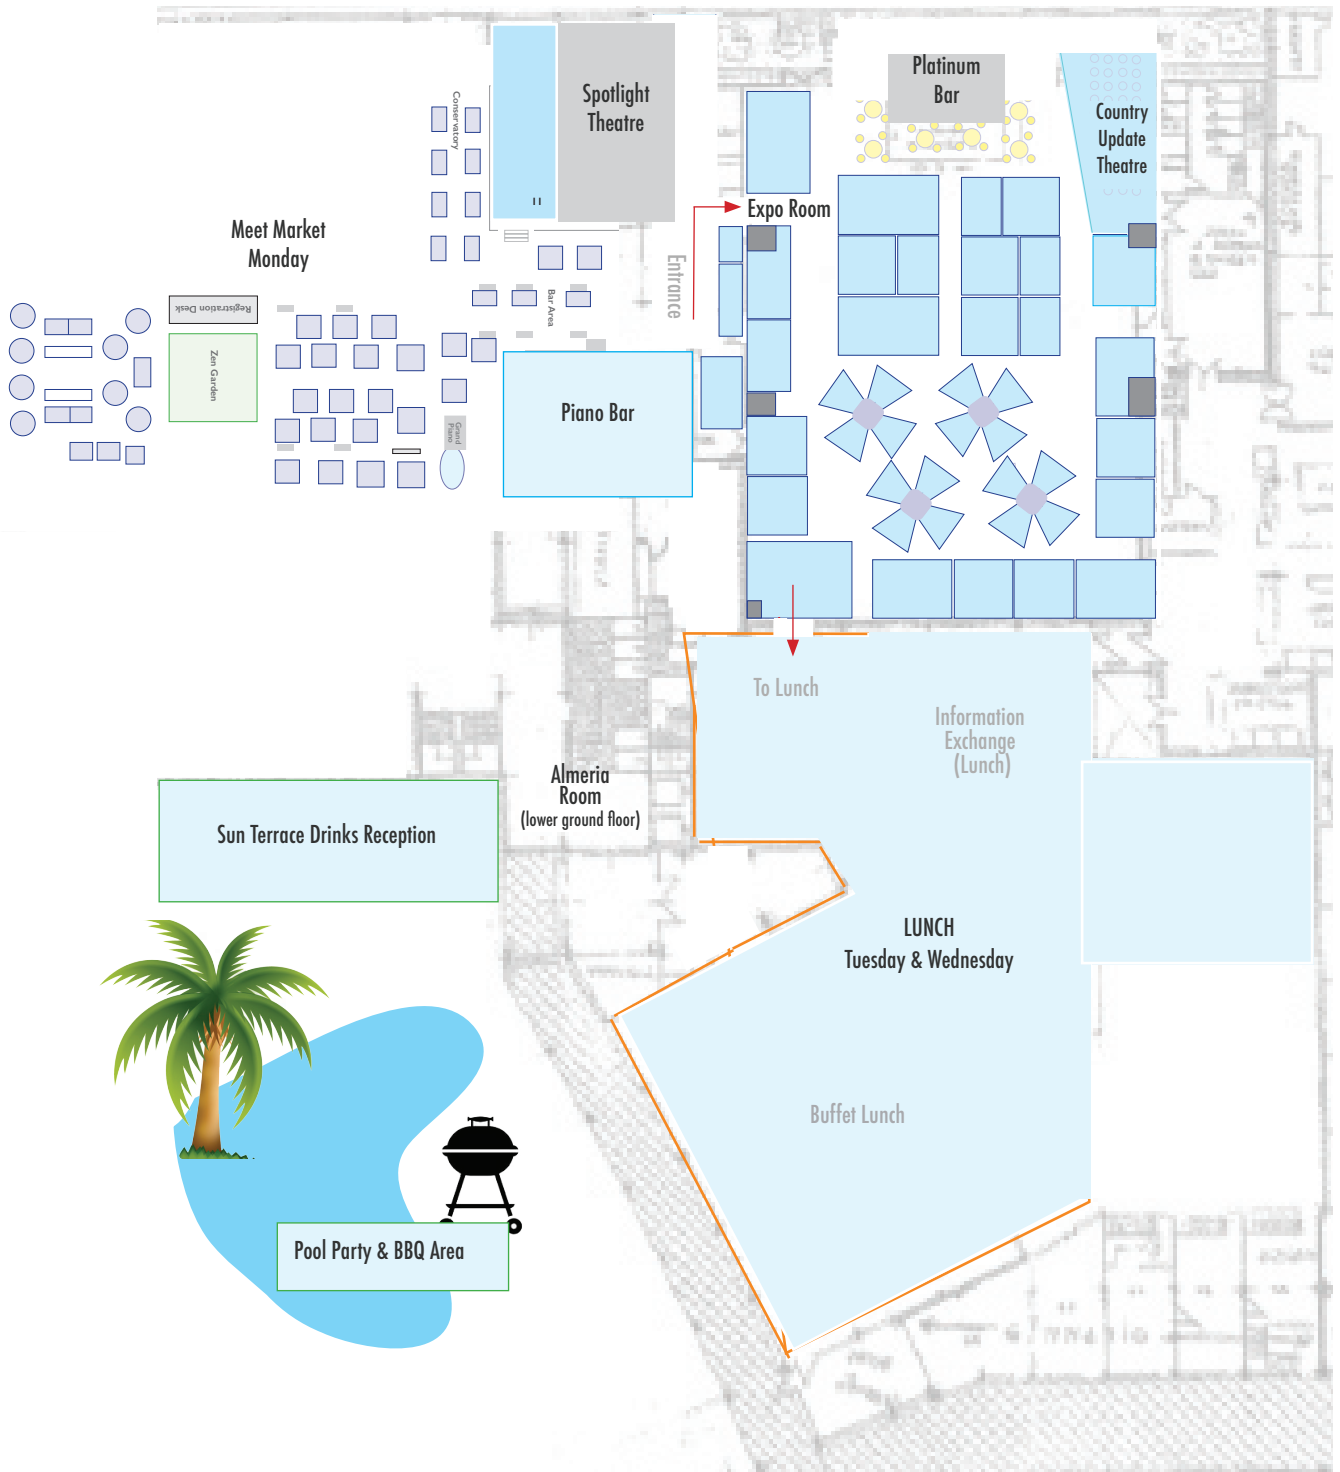 Spotlight
Theatre
Conservatory
Platinum
Bar
Country
Update
Theatre
Expo Room
Meet Market
Monday
Entrance
Registration Desk
Bar Area
Zen Garden
Piano Bar
Grand
Piano
To Lunch
Information
Exchange
(Lunch)
Almeria
Room
(lower ground floor)
Sun Terrace Drinks Reception
LUNCH
Tuesday & Wednesday
Buffet Lunch
Pool Party & BBQ Area